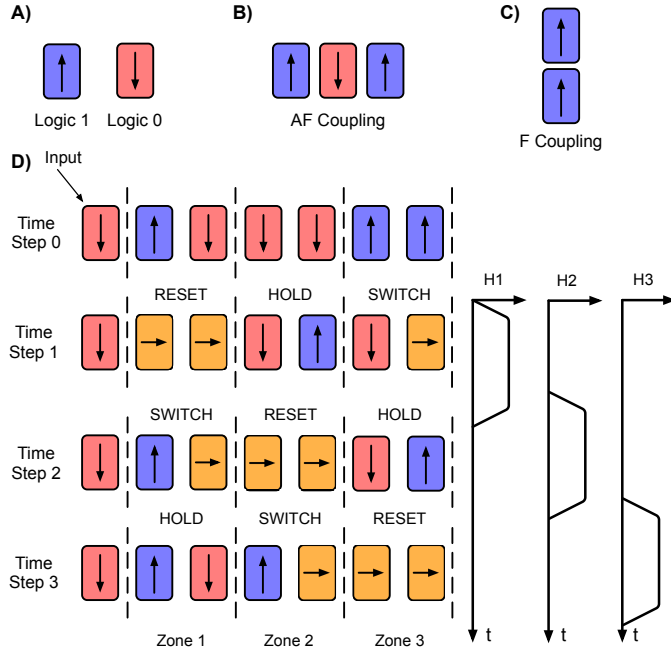 A)
B)
C)
Logic 1
Logic 0
AF Coupling
F Coupling
D)
Input
Time
Step 0
RESET
HOLD
SWITCH
H1
H2
H3
Time
Step 1
SWITCH
RESET
HOLD
Time
Step 2
HOLD
SWITCH
RESET
Time
Step 3
Zone 1
Zone 2
Zone 3
t
t
t